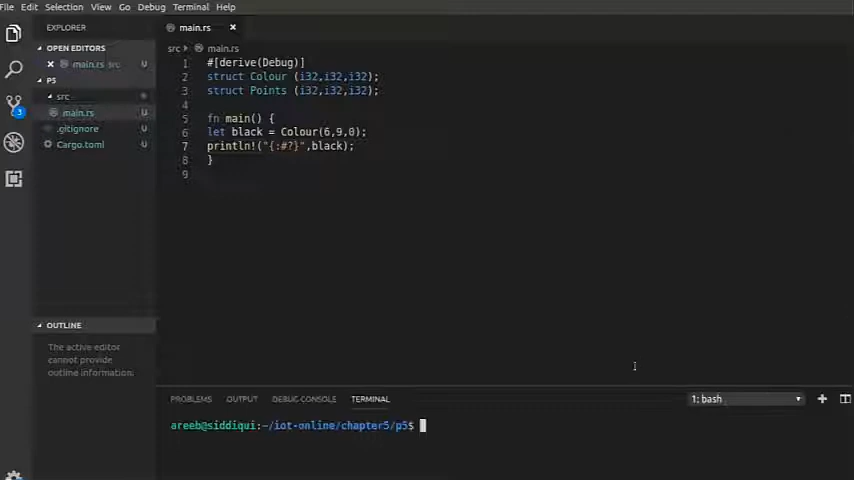 File Edit Selection View Go Debug Terminal Help
EXPLORER
OPEN EDITORS
main.rs src U
P5
src
main.rs U
.gitignore U
Cargo.toml U
3
OUTLINE
The active editor
cannot provide
outline information.
main.rs
src main.rs
1 #[derive(Debug)]
2 struct Colour (i32,i32,i32);
3 struct Points (i32,i32,i32);
4
5 fn main() {
6 let black = Colour(6,9,0);
7 println!("{:#?}",black);
8 }
9
PROBLEMS OUTPUT DEBUG CONSOLE TERMINAL 1: bash
areeb@siddiqui:~/iot-online/chapter5/p5$